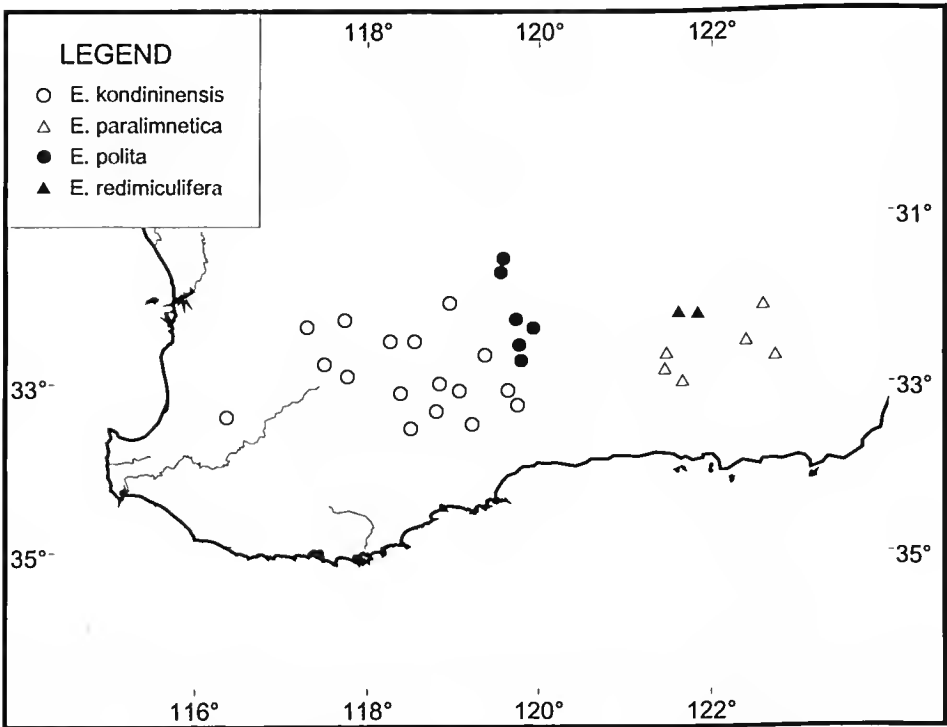 118° 120° 122°
LEGEND
E. kondininensis
E. paralimnetica
E. polita
E. redimiculifera
31°
33° 33°
35° 35°
116° 118° 120° 122°